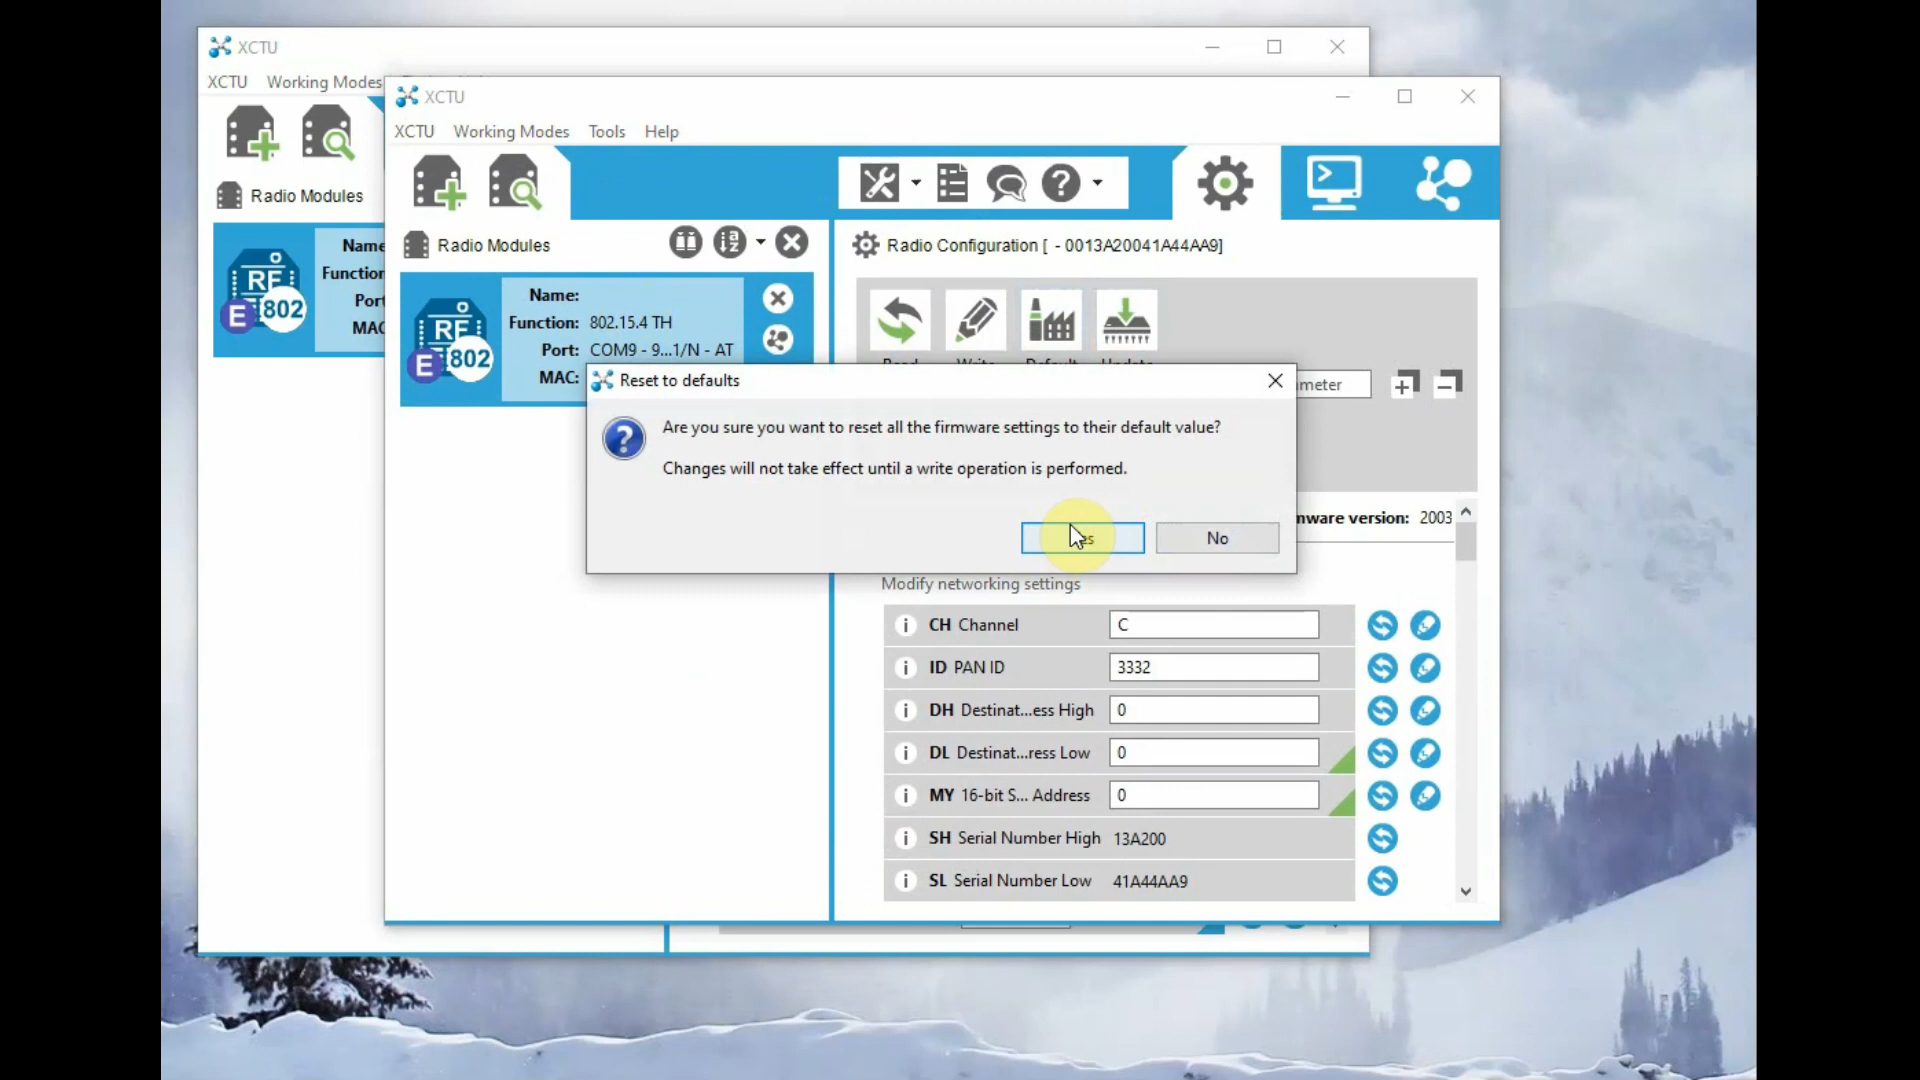 XCTU
XCTU Working Modes
Radio Modules
RF
E 802
Name
Function
Port
MAC
XCTU
XCTU Working Modes Tools Help
Radio Modules
RF
E 802
Name:
Function: 802.15.4 TH
Port: COM9 - 9...1/N - AT
MAC:
Radio Configuration [ - 0013A20041A44AA9]
Reset to defaults
Are you sure you want to reset all the firmware settings to their default value?
Changes will not take effect until a write operation is performed.
No
meter
nware version: 2003
Modify networking settings
CH Channel C
ID PAN ID 3332
DH Destinat...ess High 0
DL Destinat...ress Low 0
MY 16-bit S... Address 0
SH Serial Number High 13A200
SL Serial Number Low 41A44AA9